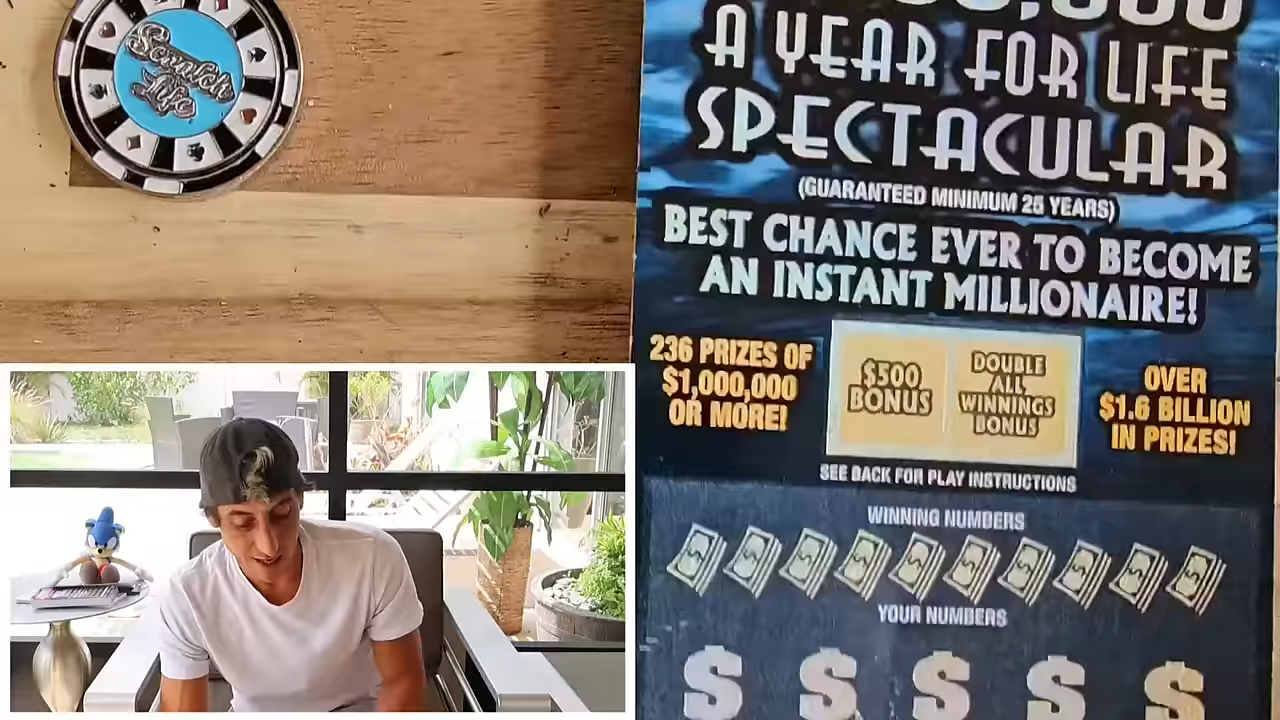 Scratch
Life
A YEAR FOR LIFE
SPECTACULAR
(GUARANTEED MINIMUM 25 YEARS)
BEST CHANCE EVER TO BECOME
AN INSTANT MILLIONAIRE!
236 PRIZES OF
$1,000,000
OR MORE!
$500
BONUS
DOUBLE
ALL
WINNINGS
BONUS
OVER
$1.6 BILLION
IN PRIZES!
SEE BACK FOR PLAY INSTRUCTIONS
WINNING NUMBERS
YOUR NUMBERS